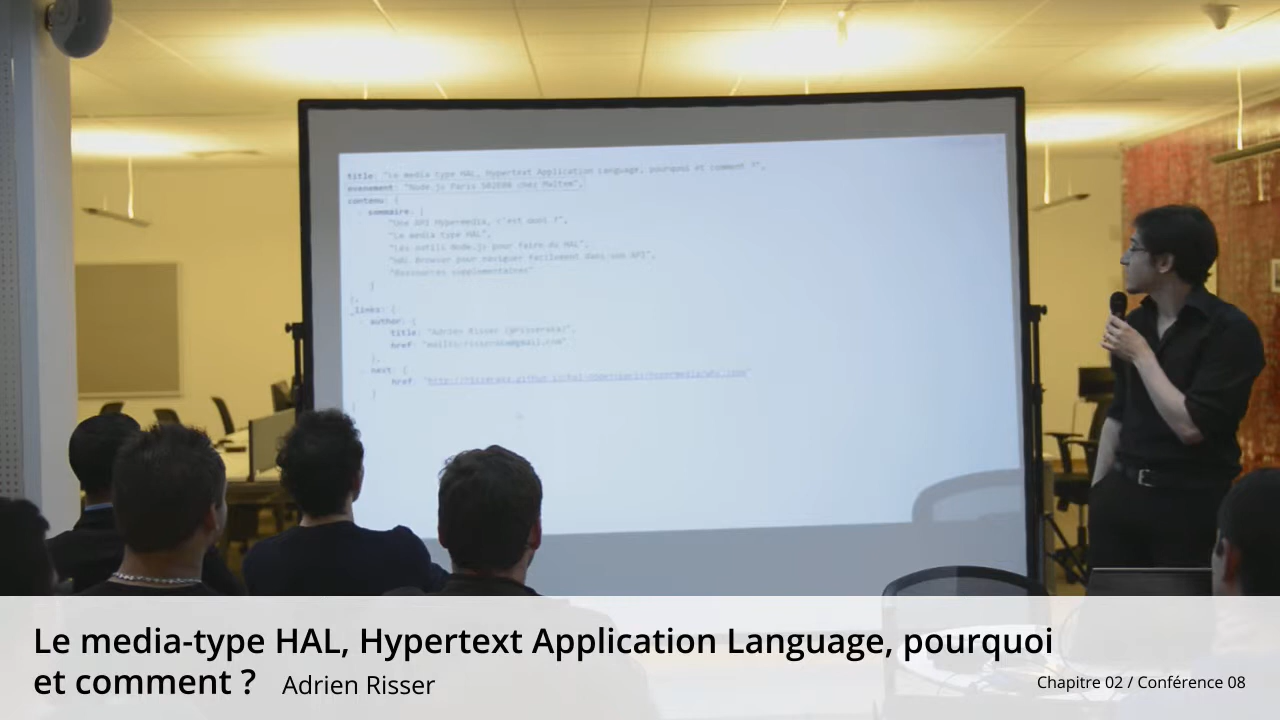 title: "Le media type HAL, Hypertext Application Language, pourquoi et comment ?",
evenement: "Node.js Paris chez Maltem",
contenu: {
- sommaire: [
"Une API Hypermedia, c'est quoi ?",
"Le media type HAL",
"Les outils Node.js pour faire du HAL",
"HAL Browser pour naviguer facilement dans son API",
"Ressources supplementaires"
]
},
_links: {
- author: {
title: "Adrien Risser
href:
},
- next: {
href:
}
}
Le media-type HAL, Hypertext Application Language, pourquoi
et comment ? Adrien Risser
Chapitre 02 / Conférence 08